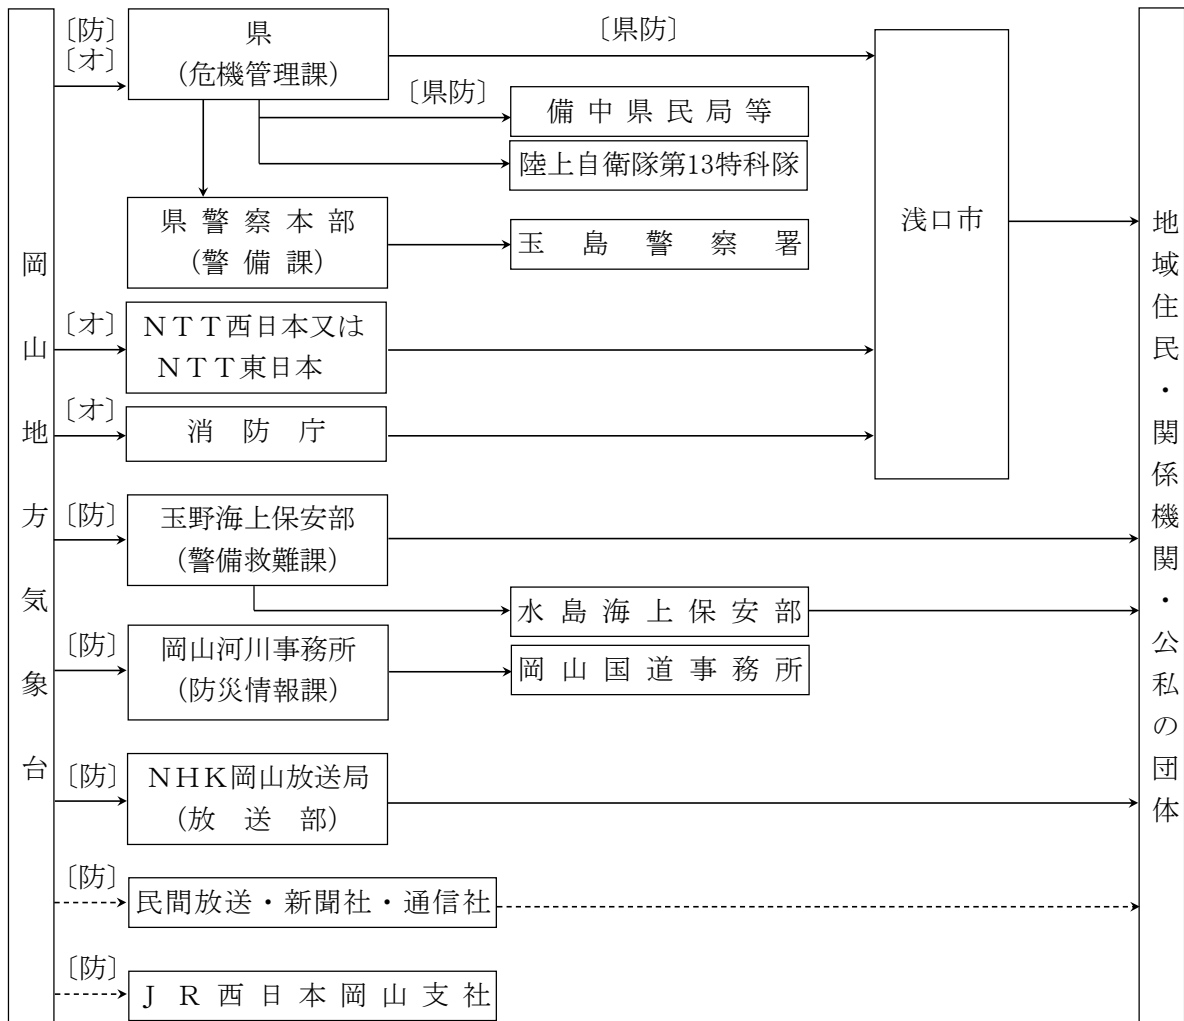 岡山地方気象台
〔防〕
〔オ〕
県
(危機管理課)
〔県防〕
〔県防〕
備中県民局等
陸上自衛隊第13特科隊
県警察本部
(警備課)
玉島警察署
浅口市
〔オ〕
NTT西日本又は
NTT東日本
〔オ〕
消防庁
〔防〕
玉野海上保安部
(警備救難課)
水島海上保安部
〔防〕
岡山河川事務所
(防災情報課)
岡山国道事務所
〔防〕
NHK岡山放送局
(放送部)
〔防〕
民間放送・新聞社・通信社
〔防〕
JR西日本岡山支社
地域住民・関係機関・公私の団体